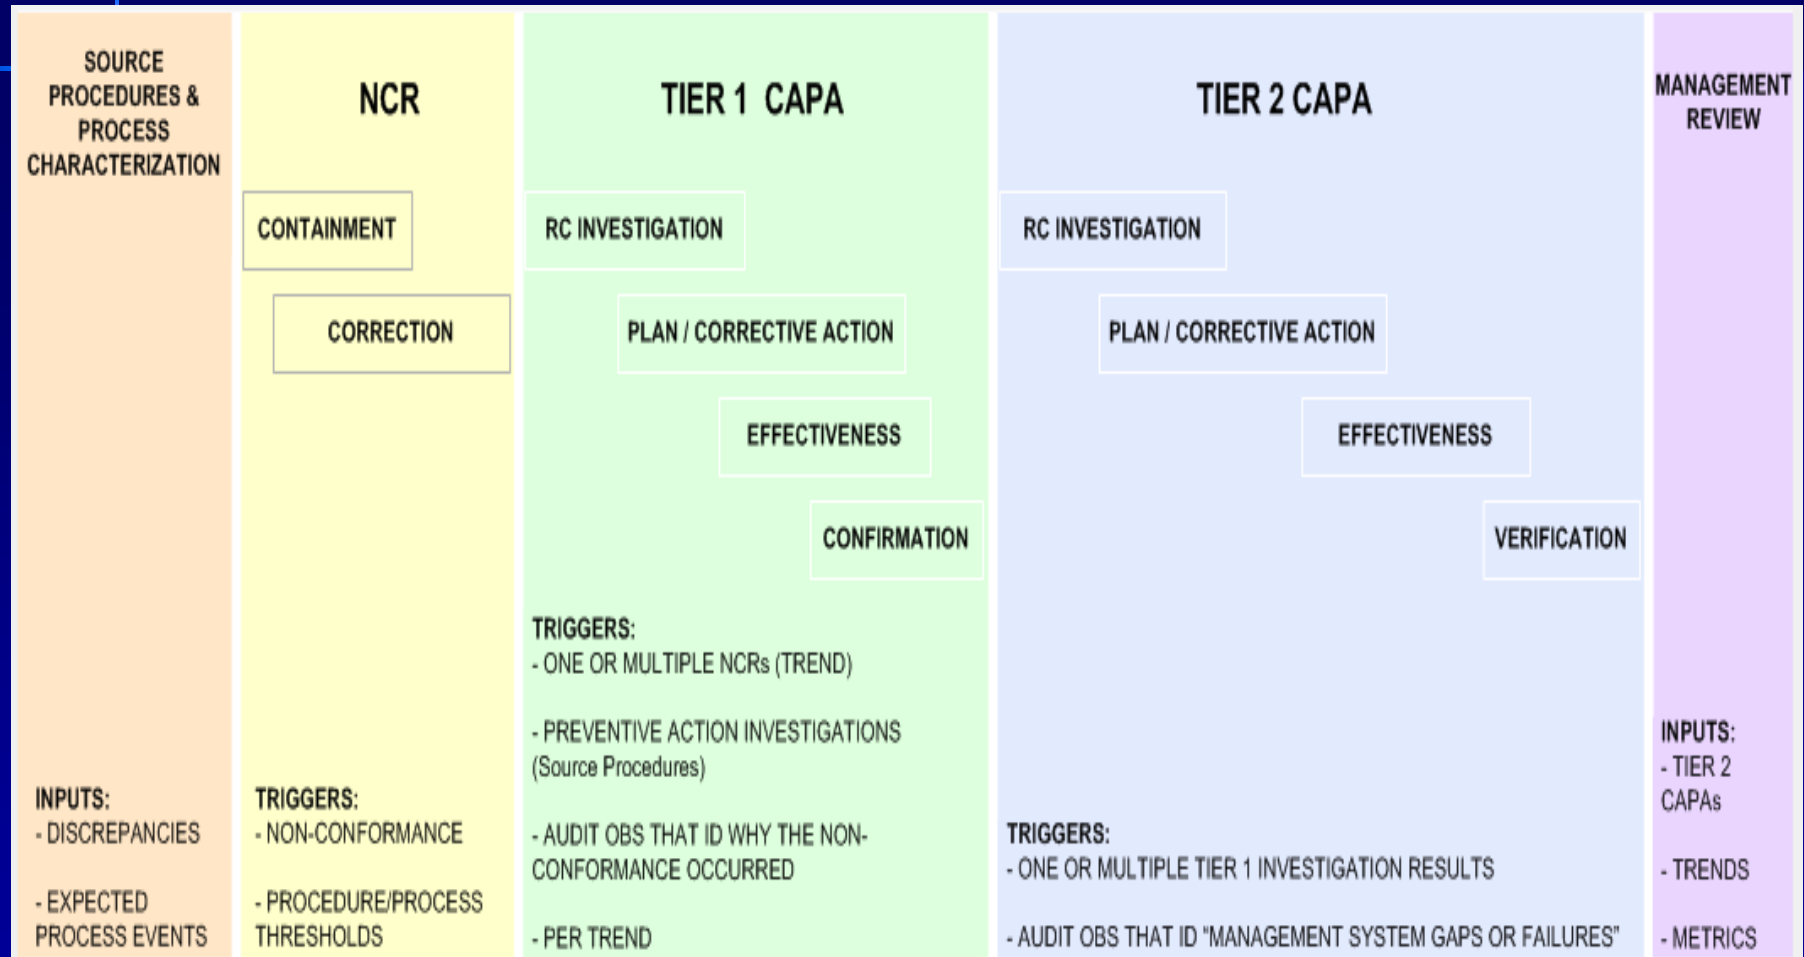 SOURCE
PROCEDURES &
PROCESS
CHARACTERIZATION
INPUTS:
- DISCREPANCIES
- EXPECTED
PROCESS EVENTS
NCR
CONTAINMENT
CORRECTION
TRIGGERS:
- NON-CONFORMANCE
- PROCEDURE/PROCESS
THRESHOLDS
TIER 1 CAPA
RC INVESTIGATION
PLAN / CORRECTIVE ACTION
EFFECTIVENESS
CONFIRMATION
TRIGGERS:
- ONE OR MULTIPLE NCRs (TREND)
- PREVENTIVE ACTION INVESTIGATIONS
(Source Procedures)
- AUDIT OBS THAT ID WHY THE NON-
CONFORMANCE OCCURRED
- PER TREND
TIER 2 CAPA
RC INVESTIGATION
PLAN / CORRECTIVE ACTION
EFFECTIVENESS
VERIFICATION
TRIGGERS:
- ONE OR MULTIPLE TIER 1 INVESTIGATION RESULTS
- AUDIT OBS THAT ID “MANAGEMENT SYSTEM GAPS OR FAILURES”
MANAGEMENT
REVIEW
INPUTS:
- TIER 2
CAPAs
- TRENDS
- METRICS